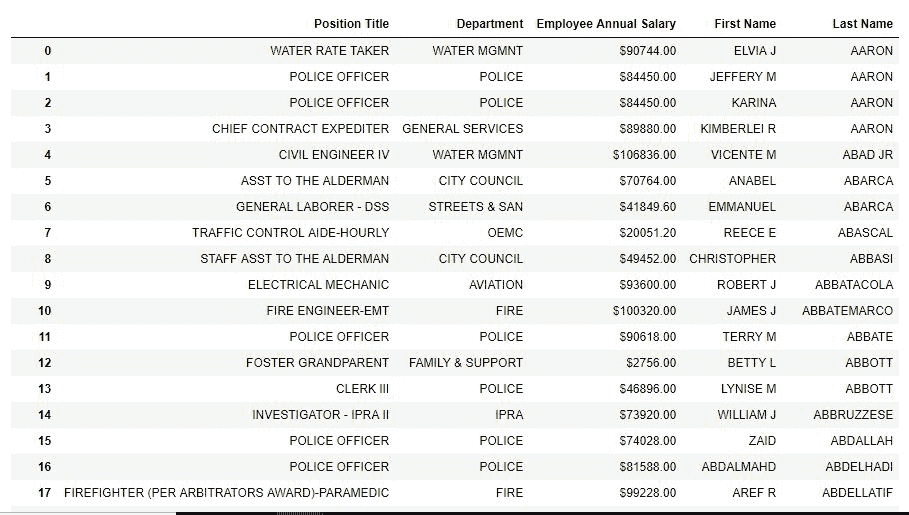 Position Title Department Employee Annual Salary First Name Last Name
0 WATER RATE TAKER WATER MGMNT $90744.00 ELVIA J AARON
1 POLICE OFFICER POLICE $84450.00 JEFFERY M AARON
2 POLICE OFFICER POLICE $84450.00 KARINA AARON
3 CHIEF CONTRACT EXPEDITER GENERAL SERVICES $89880.00 KIMBERLEI R AARON
4 CIVIL ENGINEER IV WATER MGMNT $106836.00 VICENTE M ABAD JR
5 ASST TO THE ALDERMAN CITY COUNCIL $70764.00 ANABEL ABARCA
6 GENERAL LABORER - DSS STREETS & SAN $41849.60 EMMANUEL ABARCA
7 TRAFFIC CONTROL AIDE-HOURLY OEMC $20051.20 REECE E ABASCAL
8 STAFF ASST TO THE ALDERMAN CITY COUNCIL $49452.00 CHRISTOPHER ABBASI
9 ELECTRICAL MECHANIC AVIATION $93600.00 ROBERT J ABBATACOLA
10 FIRE ENGINEER-EMT FIRE $100320.00 JAMES J ABBATEMARCO
11 POLICE OFFICER POLICE $90618.00 TERRY M ABBATE
12 FOSTER GRANDPARENT FAMILY & SUPPORT $2756.00 BETTY L ABBOTT
13 CLERK III POLICE $46896.00 LYNISE M ABBOTT
14 INVESTIGATOR - IPRA II IPRA $73920.00 WILLIAM J ABBRUZZESE
15 POLICE OFFICER POLICE $74028.00 ZAID ABDALLAH
16 POLICE OFFICER POLICE $81588.00 ABDALMAHD ABDELHADI
17 FIREFIGHTER (PER ARBITRATORS AWARD)-PARAMEDIC FIRE $99228.00 AREF R ABDELLATIF